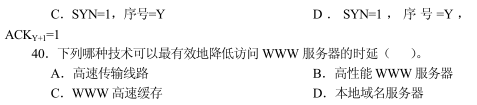 C．SYN=1，序号=Y D．SYN=1，序号=Y，
ACKY+1=1
40．下列哪种技术可以最有效地降低访问 WWW 服务器的时延（ ）。
A．高速传输线路 B．高性能 WWW 服务器
C．WWW 高速缓存 D．本地域名服务器